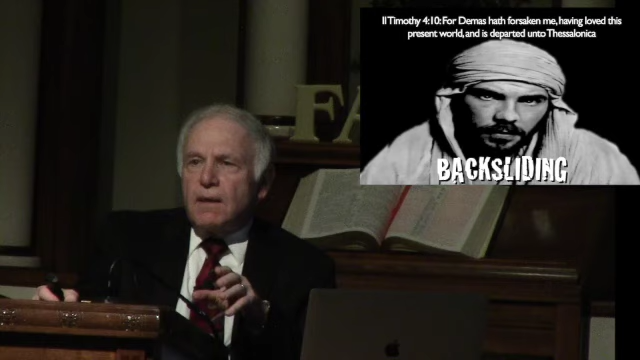 II Timothy 4:10: For Demas hath forsaken me, having loved this
present world, and is departed unto Thessalonica
BACKSLIDING
FA